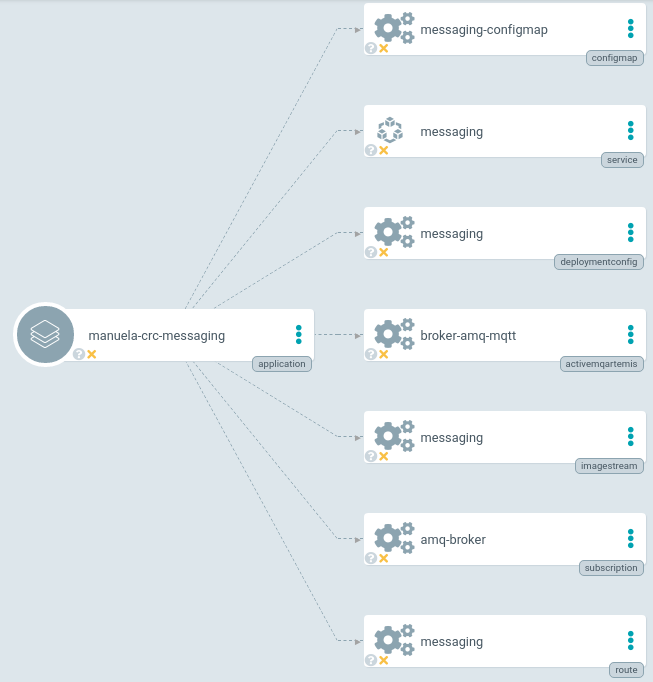 messaging-configmap
configmap
messaging
service
messaging
deploymentconfig
manuela-crc-messaging
application
broker-amq-mqtt
activemqartemis
messaging
imagestream
amq-broker
subscription
messaging
route